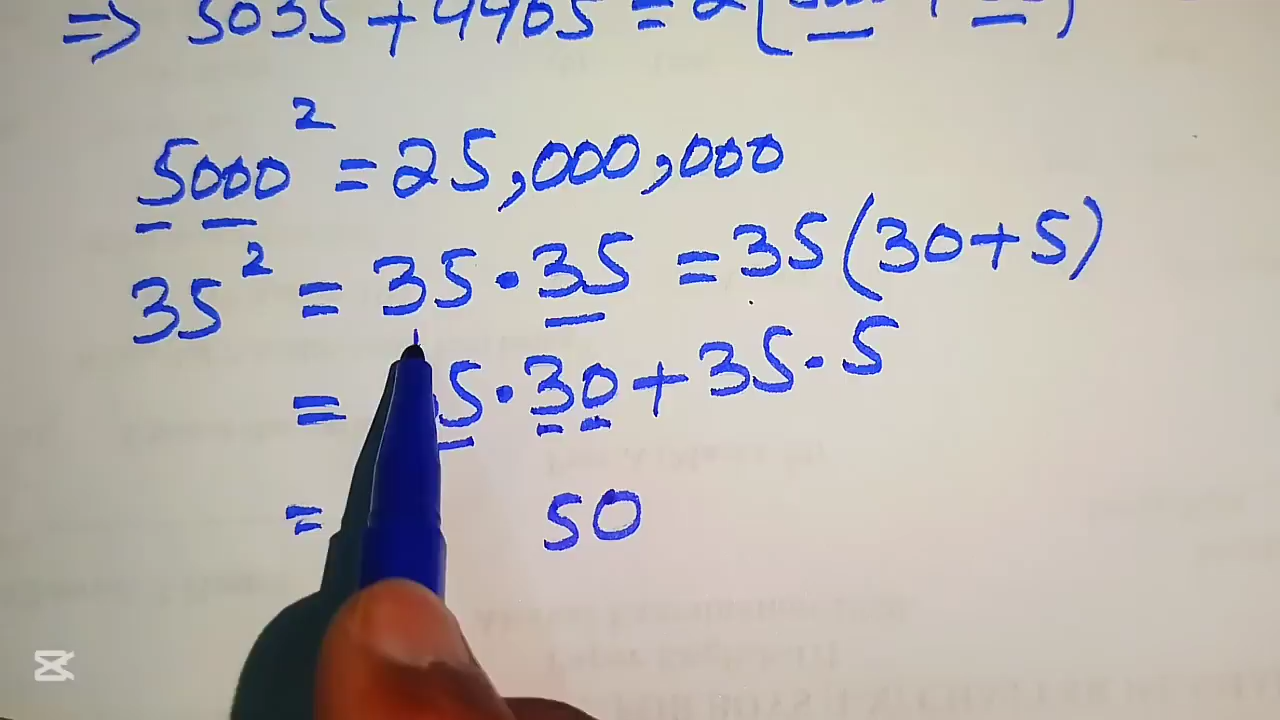 ⇒ 5035 + 4965 = 2(
5000² = 25,000,000
35² = 35 · 35 = 35(30+5)
= 5 · 30 + 35 · 5
= 50